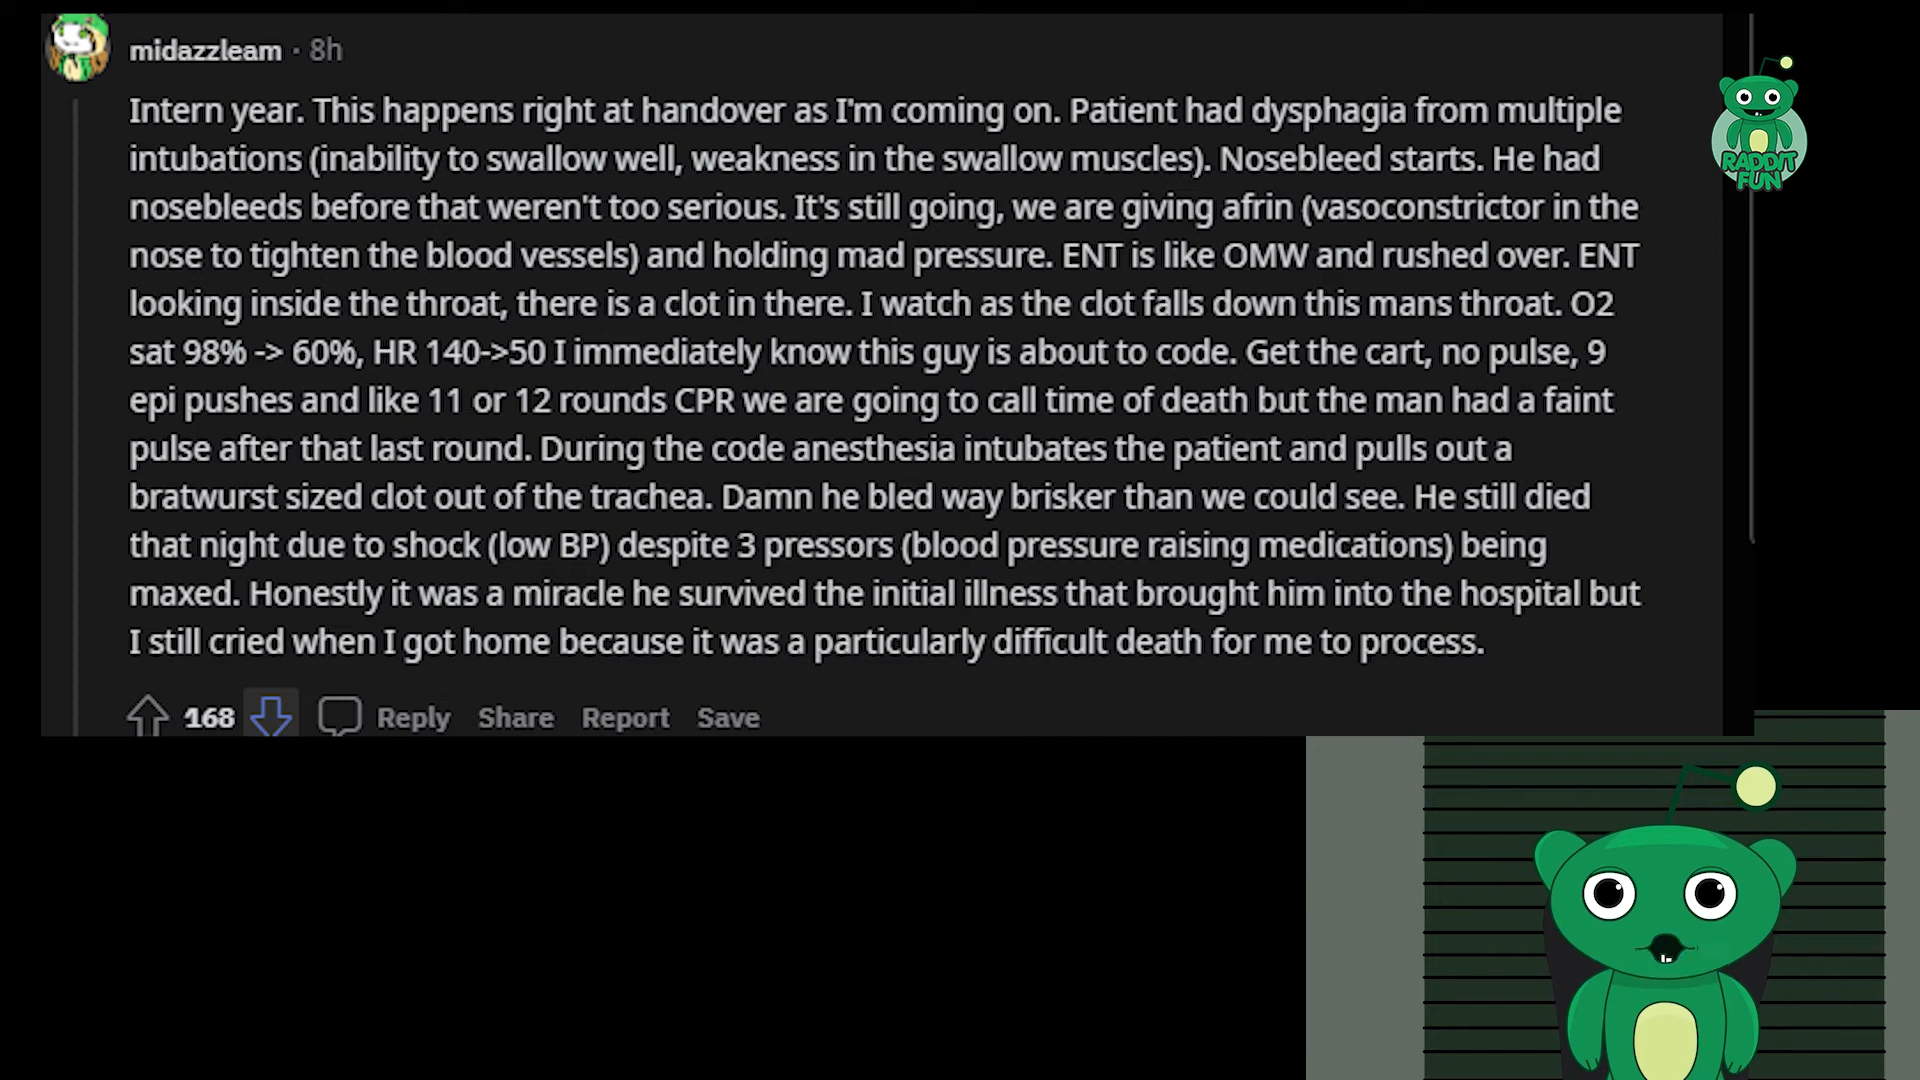 midazzleam · 8h
Intern year. This happens right at handover as I'm coming on. Patient had dysphagia from multiple
intubations (inability to swallow well, weakness in the swallow muscles). Nosebleed starts. He had
nosebleeds before that weren't too serious. It's still going, we are giving afrin (vasoconstrictor in the
nose to tighten the blood vessels) and holding mad pressure. ENT is like OMW and rushed over. ENT
looking inside the throat, there is a clot in there. I watch as the clot falls down this mans throat. O2
sat 98% -> 60%, HR 140->50 I immediately know this guy is about to code. Get the cart, no pulse, 9
epi pushes and like 11 or 12 rounds CPR we are going to call time of death but the man had a faint
pulse after that last round. During the code anesthesia intubates the patient and pulls out a
bratwurst sized clot out of the trachea. Damn he bled way brisker than we could see. He still died
that night due to shock (low BP) despite 3 pressors (blood pressure raising medications) being
maxed. Honestly it was a miracle he survived the initial illness that brought him into the hospital but
I still cried when I got home because it was a particularly difficult death for me to process.
168 Reply Share Report Save
RADDIT
FUN